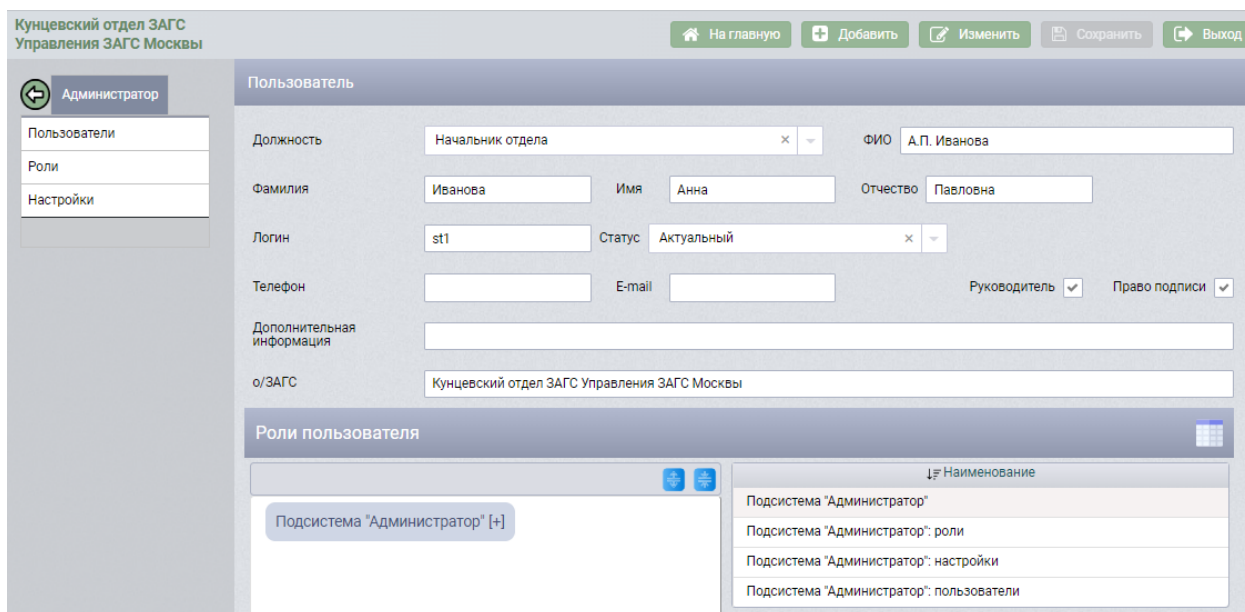 Кунцевский отдел ЗАГС
Управления ЗАГС Москвы
На главную
Добавить
Изменить
Сохранить
Выход
Администратор
Пользователи
Роли
Настройки
Пользователь
Должность Начальник отдела ФИО А.П. Иванова
Фамилия Иванова Имя Анна Отчество Павловна
Логин st1 Статус Актуальный
Телефон E-mail Руководитель Право подписи
Дополнительная
информация
о/ЗАГС Кунцевский отдел ЗАГС Управления ЗАГС Москвы
Роли пользователя
Подсистема "Администратор" [+]
Наименование
Подсистема "Администратор"
Подсистема "Администратор": роли
Подсистема "Администратор": настройки
Подсистема "Администратор": пользователи